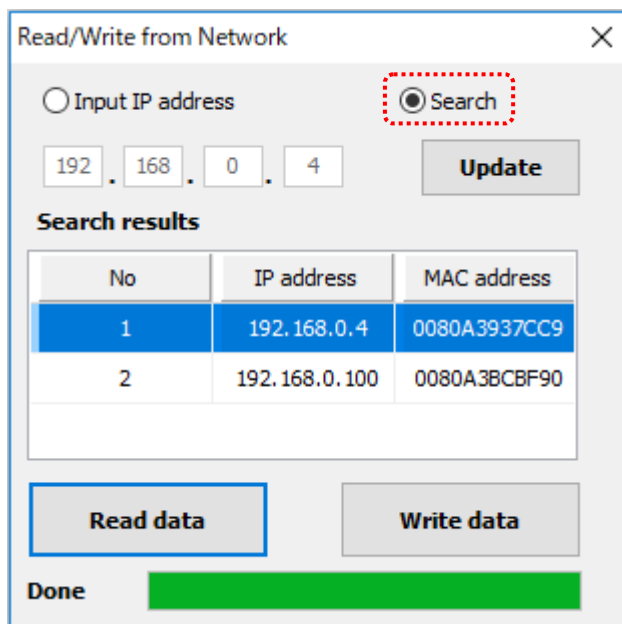 Read/Write from Network
Input IP address Search
192 . 168 . 0 . 4 Update
Search results
No IP address MAC address
1 192.168.0.4 0080A3937CC9
2 192.168.0.100 0080A3BCBF90
Read data Write data
Done